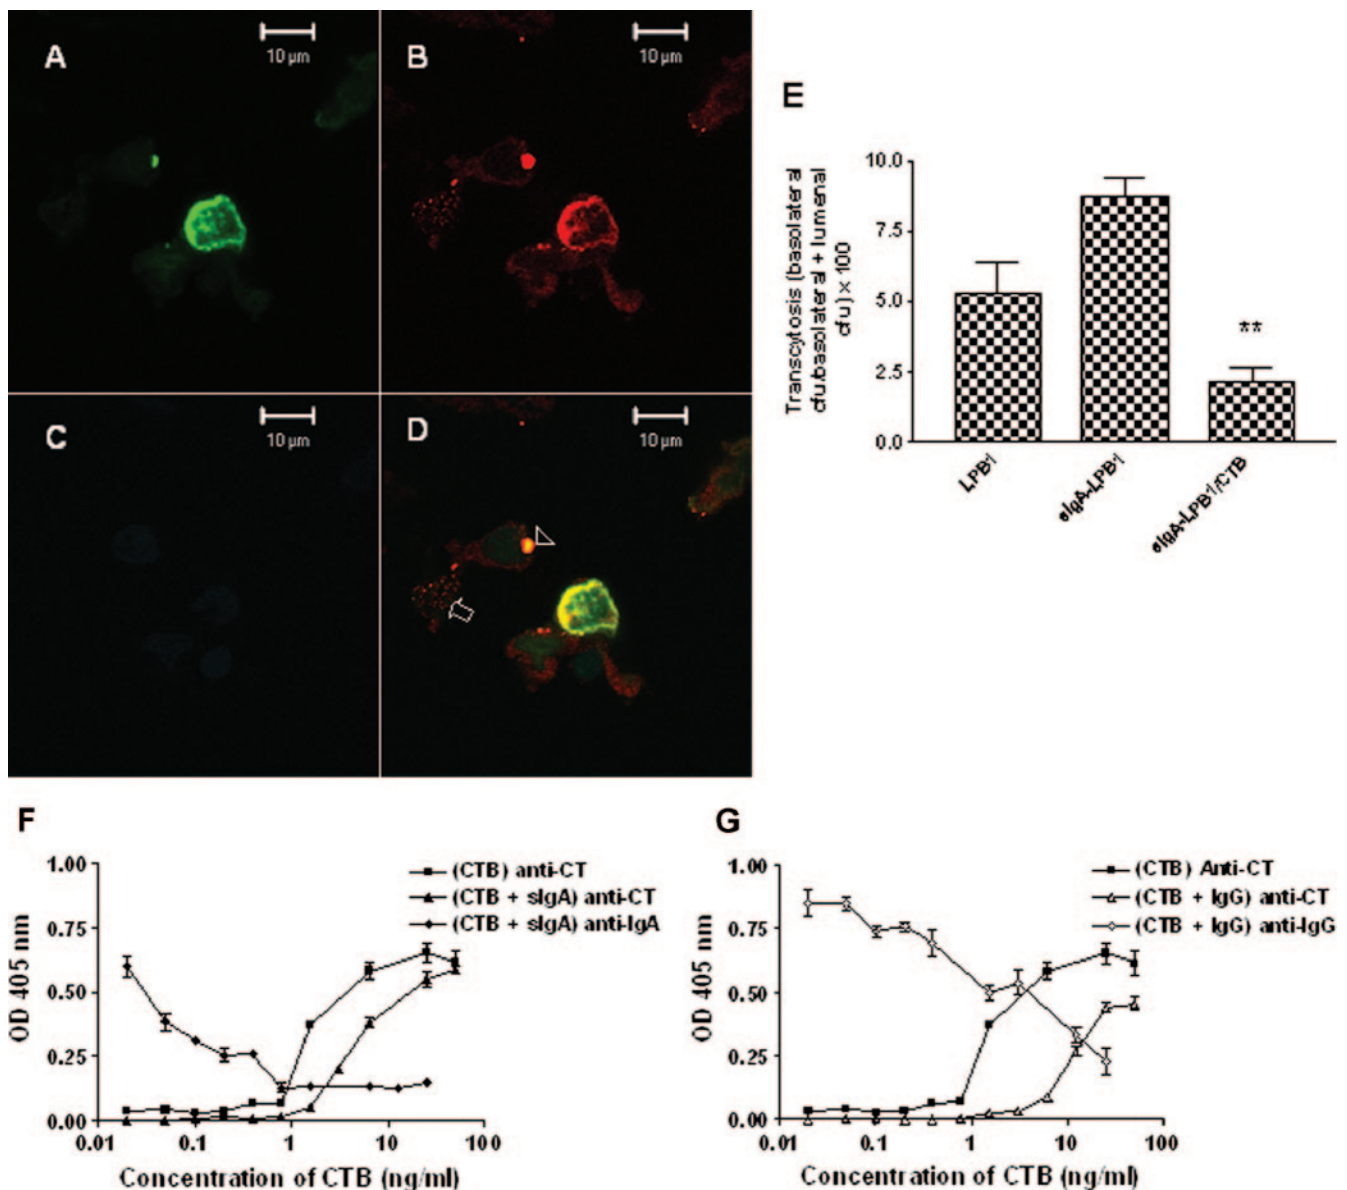 A
10 µm
B
10 µm
C
10 µm
D
10 µm
E
Transcytosis (basolateral
cfu/basolateral + lumenal
cfu) × 100
10.0
7.5
5.0
2.5
0.0
**
LPB¹
sIgA-LPB¹
sIgA-LPB¹/CTB
F
OD 405 nm
1.00
0.75
0.50
0.25
0.00
0.01
0.1
1
10
100
Concentration of CTB (ng/ml)
(CTB) anti-CT
(CTB + sIgA) anti-CT
(CTB + sIgA) anti-IgA
G
OD 405 nm
1.00
0.75
0.50
0.25
0.00
0.01
0.1
1
10
100
Concentration of CTB (ng/ml)
(CTB) Anti-CT
(CTB + IgG) anti-CT
(CTB + IgG) anti-IgG